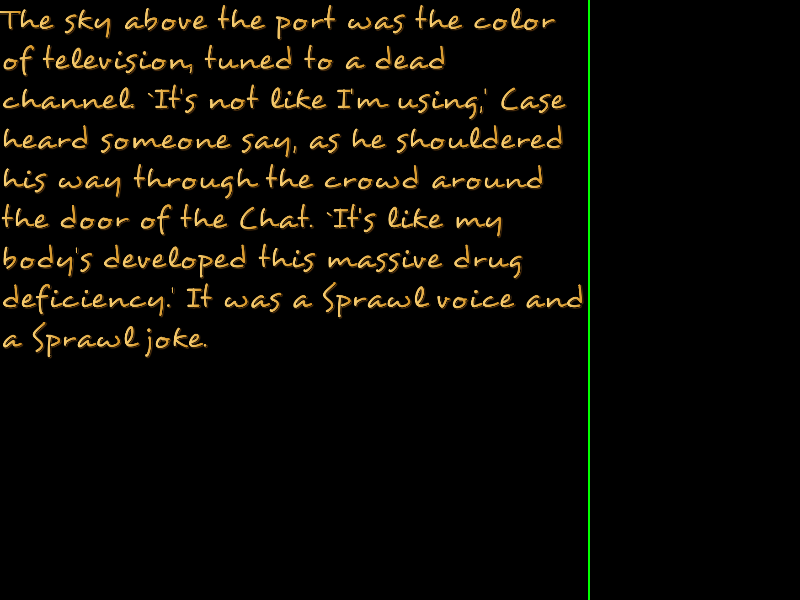 The sky above the port was the color
of television, tuned to a dead
channel. `It's not like I'm using,' Case
heard someone say, as he shouldered
his way through the crowd around
the door of the Chat. `It's like my
body's developed this massive drug
deficiency.' It was a Sprawl voice and
a Sprawl joke.